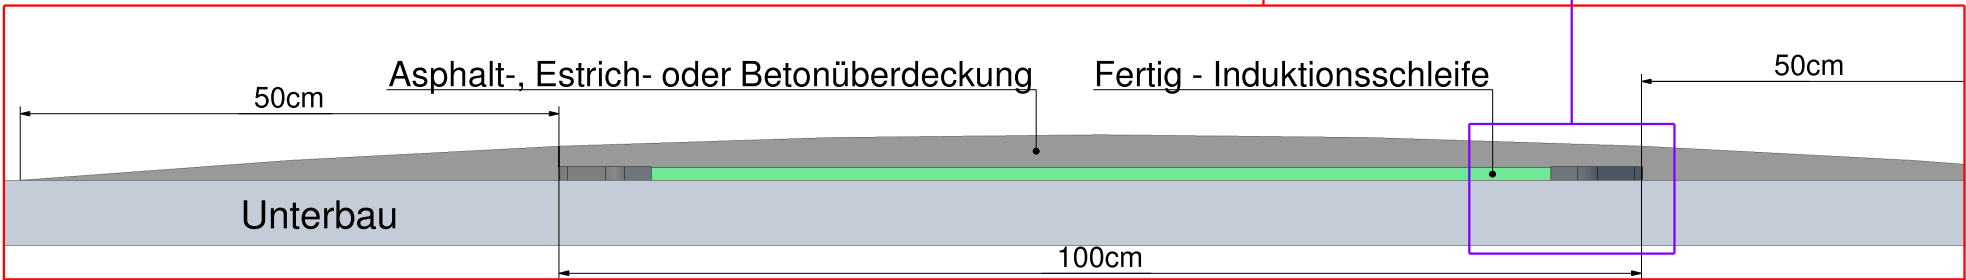 50cm
Asphalt-, Estrich- oder Betonüberdeckung
Fertig - Induktionsschleife
50cm
Unterbau
100cm